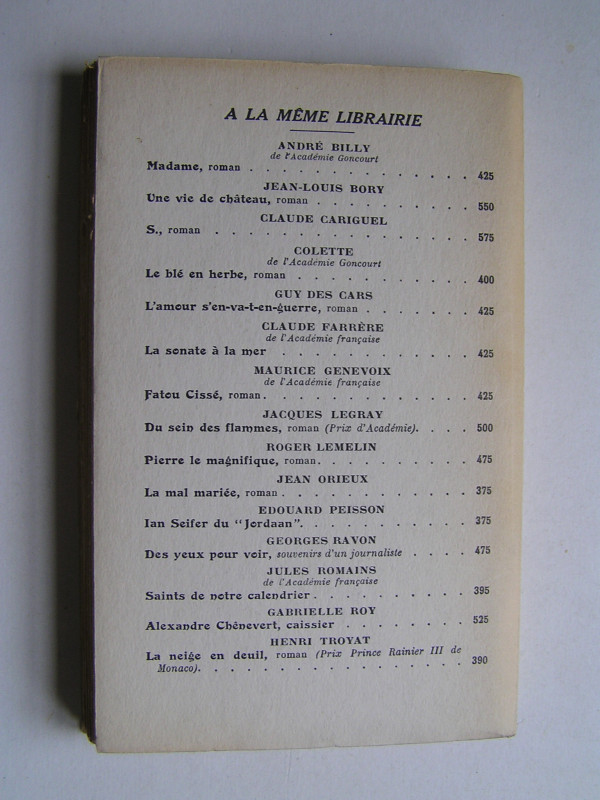 A LA MÊME LIBRAIRIE
ANDRÉ BILLY
de l'Académie Goncourt
Madame, roman . . . . . . . . . . . . . . 425
JEAN-LOUIS BORY
Une vie de château, roman . . . . . . . . . . 550
CLAUDE CARIGUEL
S., roman . . . . . . . . . . . . . . . . 575
COLETTE
de l'Académie Goncourt
Le blé en herbe, roman . . . . . . . . . . . 400
GUY DES CARS
L'amour s'en-va-t-en-guerre, roman . . . . . . . 425
CLAUDE FARRÈRE
de l'Académie française
La sonate à la mer . . . . . . . . . . . . 425
MAURICE GENEVOIX
de l'Académie française
Fatou Cissé, roman. . . . . . . . . . . . . 425
JACQUES LEGRAY
Du sein des flammes, roman (Prix d'Académie). . . . 500
ROGER LEMELIN
Pierre le magnifique, roman. . . . . . . . . . 475
JEAN ORIEUX
La mal mariée, roman . . . . . . . . . . . . 375
EDOUARD PEISSON
Ian Seifer du "Jordaan". . . . . . . . . . . 375
GEORGES RAVON
Des yeux pour voir, souvenirs d'un journaliste . . . . 475
JULES ROMAINS
de l'Académie française
Saints de notre calendrier . . . . . . . . . . 395
GABRIELLE ROY
Alexandre Chênevert, caissier . . . . . . . . . 525
HENRI TROYAT
La neige en deuil, roman (Prix Prince Rainier III de
Monaco). . . . . . . . . . . . . . . . . 390